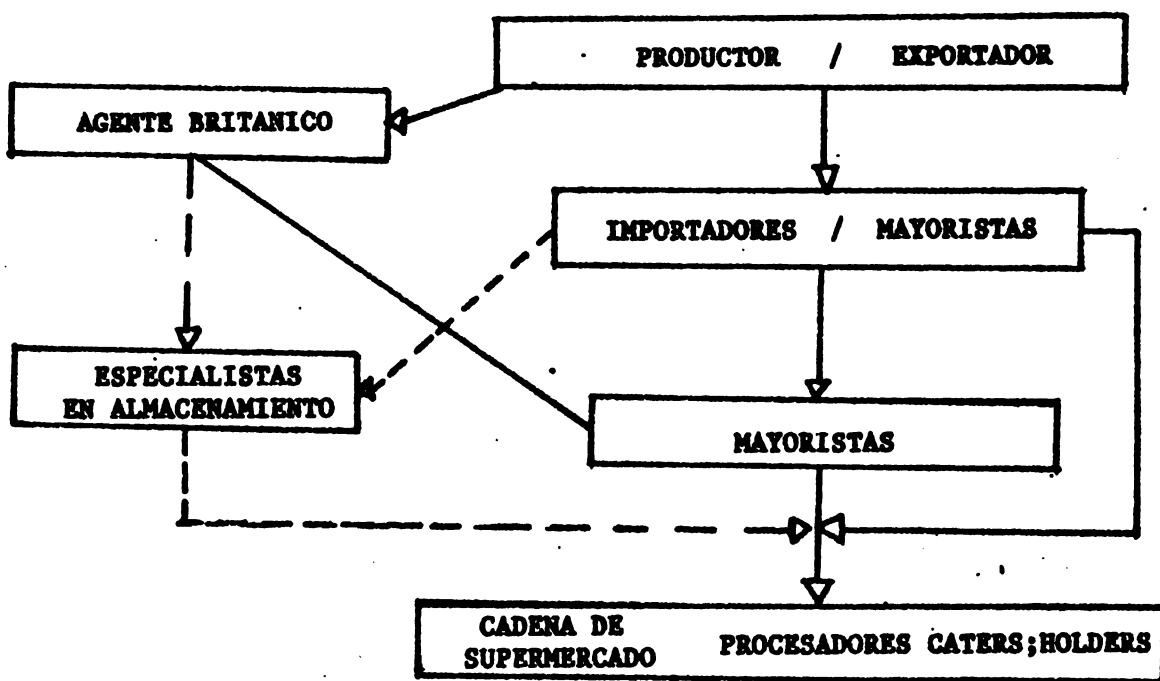 PRODUCTOR / EXPORTADOR
AGENTE BRITANICO
IMPORTADORES / MAYORISTAS
ESPECIALISTAS
EN ALMACENAMIENTO
MAYORISTAS
CADENA DE
SUPERMERCADO
PROCESADORES CATERS;HOLDERS